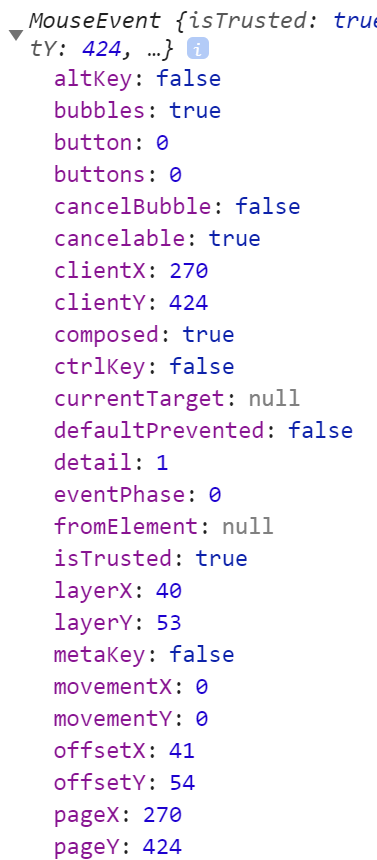 MouseEvent {isTrusted: true
tY: 424, …} i
altKey: false
bubbles: true
button: 0
buttons: 0
cancelBubble: false
cancelable: true
clientX: 270
clientY: 424
composed: true
ctrlKey: false
currentTarget: null
defaultPrevented: false
detail: 1
eventPhase: 0
fromElement: null
isTrusted: true
layerX: 40
layerY: 53
metaKey: false
movementX: 0
movementY: 0
offsetX: 41
offsetY: 54
pageX: 270
pageY: 424